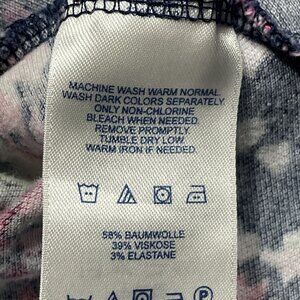 MACHINE WASH WARM NORMAL.
WASH DARK COLORS SEPARATELY.
ONLY NON-CHLORINE
BLEACH WHEN NEEDED.
REMOVE PROMPTLY.
TUMBLE DRY LOW.
WARM IRON IF NEEDED.
58% BAUMWOLLE
39% VISKOSE
3% ELASTANE
P